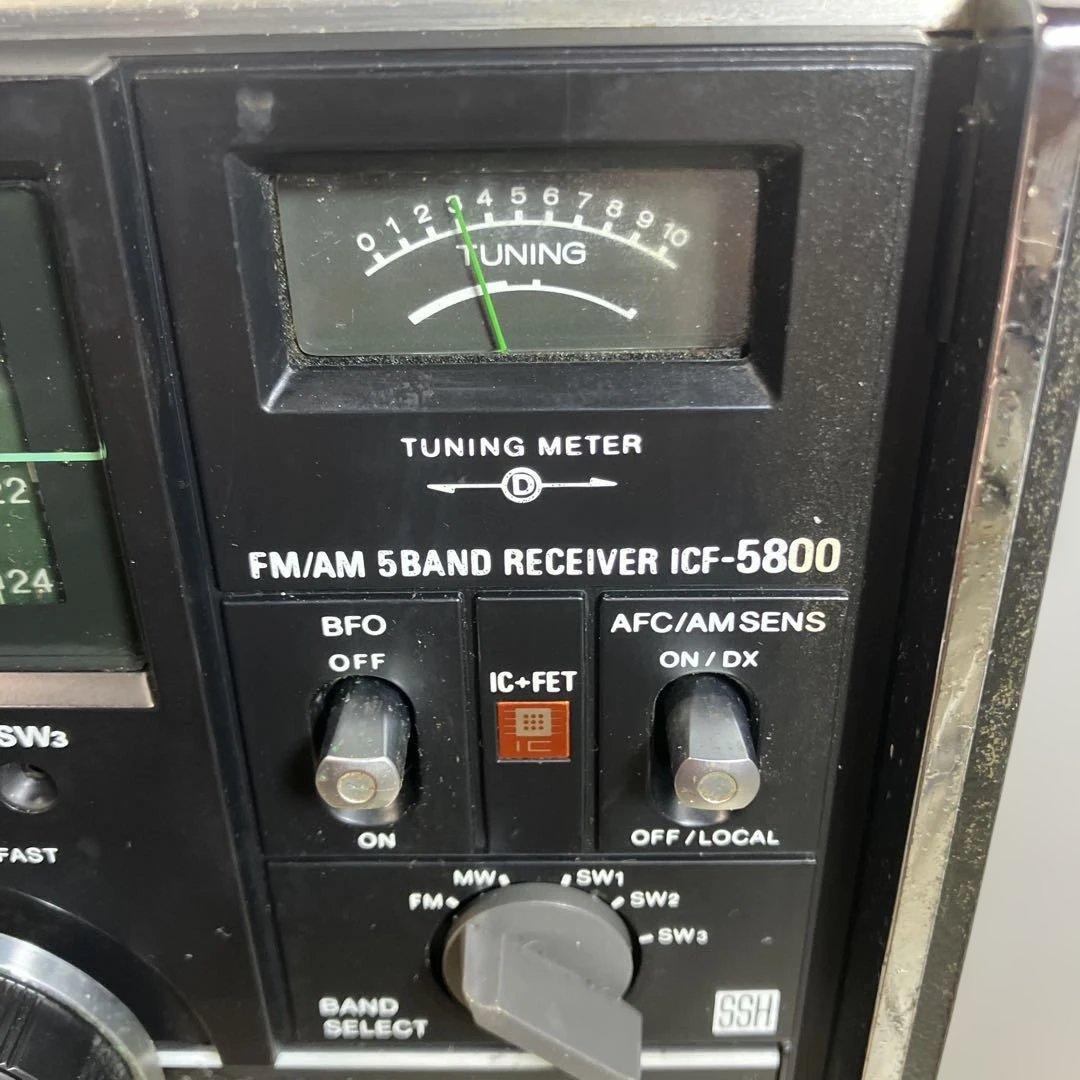 0 1 2 3 4 5 6 7 8 9 10
TUNING
TUNING METER
D
FM/AM 5BAND RECEIVER ICF-5800
22
24
BFO
OFF
ON
IC+FET
IC
AFC/AM SENS
ON/DX
OFF/LOCAL
SW3
FAST
MW SW1
FM SW2
SW3
BAND
SELECT
SSH